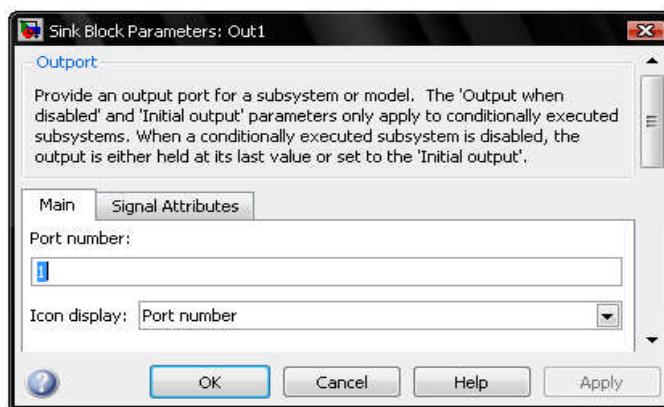 Sink Block Parameters: Out1
Outport
Provide an output port for a subsystem or model. The 'Output when
disabled' and 'Initial output' parameters only apply to conditionally executed
subsystems. When a conditionally executed subsystem is disabled, the
output is either held at its last value or set to the 'Initial output'.
Main Signal Attributes
Port number:
1
Icon display: Port number
OK Cancel Help Apply